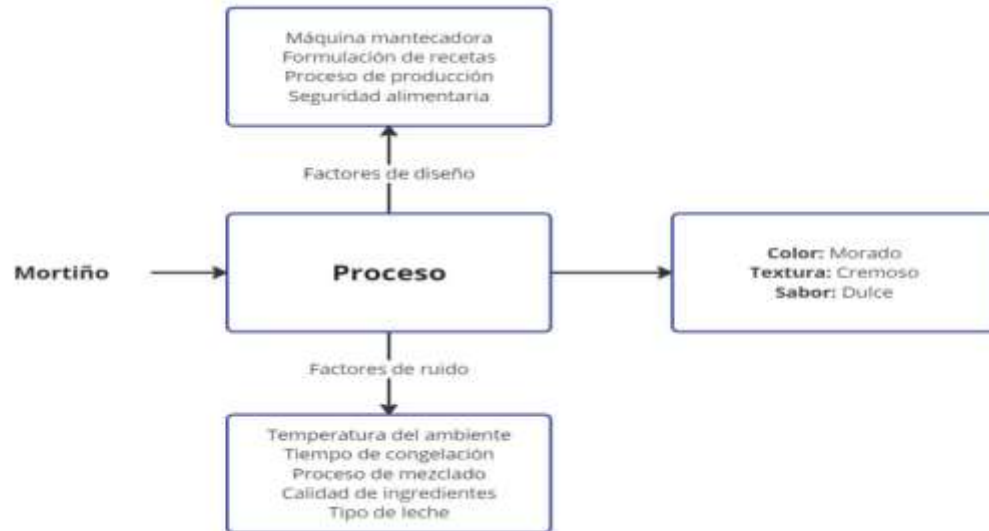 Máquina mantecadora
Formulación de recetas
Proceso de producción
Seguridad alimentaria
Factores de diseño
Mortiño
Proceso
Color: Morado
Textura: Cremoso
Sabor: Dulce
Factores de ruido
Temperatura del ambiente
Tiempo de congelación
Proceso de mezclado
Calidad de ingredientes
Tipo de leche